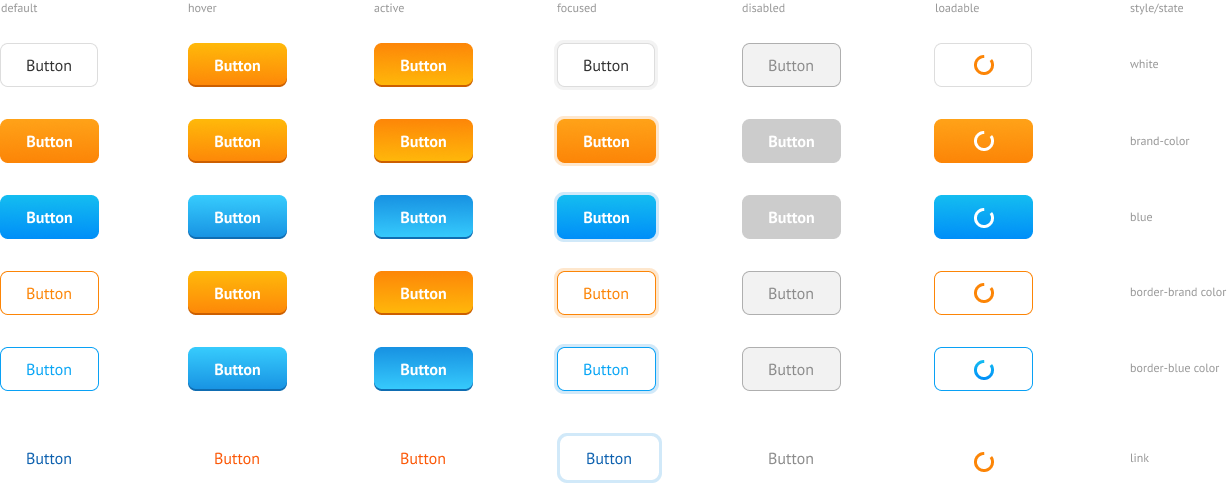 default hover active focused disabled loadable style/state
Button Button Button Button Button white
Button Button Button Button Button brand-color
Button Button Button Button Button blue
Button Button Button Button Button border-brand color
Button Button Button Button Button border-blue color
Button Button Button Button Button link